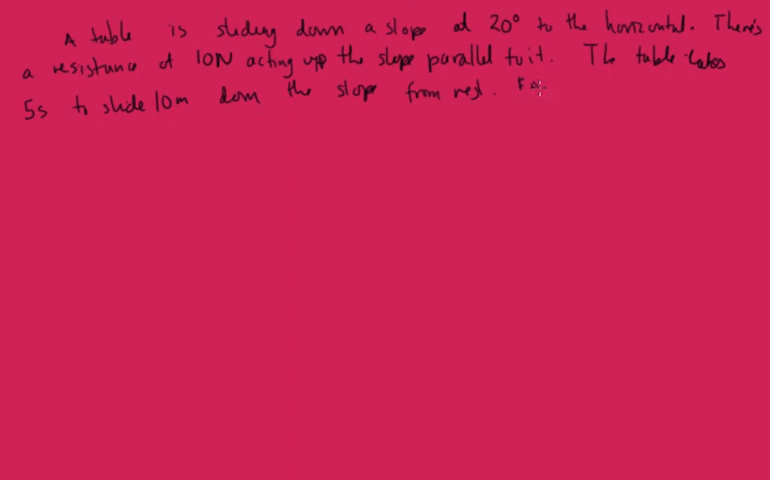 A table is sliding down a slope at 20° to the horizontal. There's
a resistance of 10N acting up the slope parallel to it. The table takes
5s to slide 10m down the slope from rest.